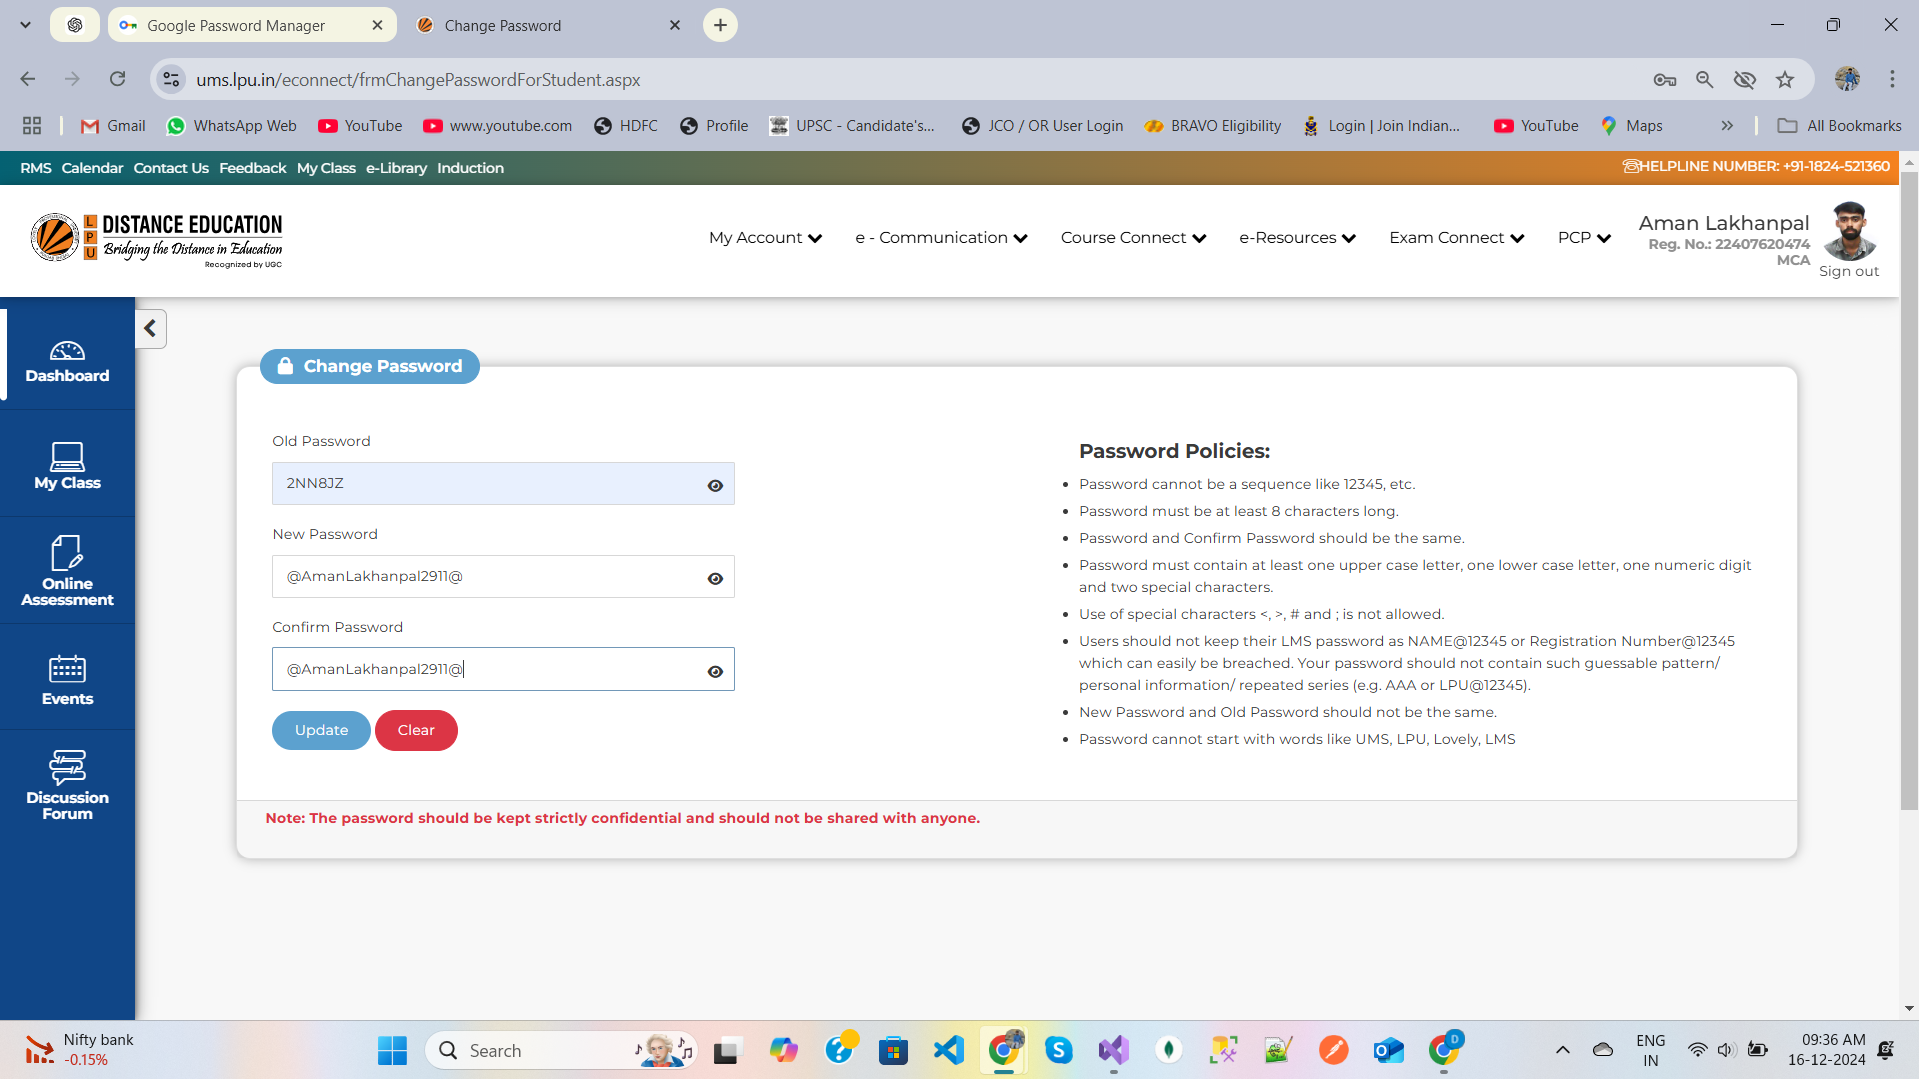 Google Password Manager
Change Password
ums.lpu.in/econnect/frmChangePasswordForStudent.aspx
Gmail
WhatsApp Web
YouTube
www.youtube.com
HDFC
Profile
UPSC - Candidate's...
JCO / OR User Login
BRAVO Eligibility
Login | Join Indian...
YouTube
Maps
All Bookmarks
RMS Calendar Contact Us Feedback My Class e-Library Induction
HELPLINE NUMBER: +91-1824-521360
L
P
U
DISTANCE EDUCATION
Bridging the Distance in Education
Recognized by UGC
My Account
e - Communication
Course Connect
e-Resources
Exam Connect
PCP
Aman Lakhanpal
Reg. No.: 22407620474
MCA
Sign out
Dashboard
My Class
Online
Assessment
Events
Discussion
Forum
Change Password
Old Password
2NN8JZ
New Password
@AmanLakhanpal2911@
Confirm Password
@AmanLakhanpal2911@
Update
Clear
Password Policies:
Password cannot be a sequence like 12345, etc.
Password must be at least 8 characters long.
Password and Confirm Password should be the same.
Password must contain at least one upper case letter, one lower case letter, one numeric digit
and two special characters.
Use of special characters <, >, # and ; is not allowed.
Users should not keep their LMS password as NAME@12345 or Registration Number@12345
which can easily be breached. Your password should not contain such guessable pattern/
personal information/ repeated series (e.g. AAA or LPU@12345).
New Password and Old Password should not be the same.
Password cannot start with words like UMS, LPU, Lovely, LMS
Note: The password should be kept strictly confidential and should not be shared with anyone.
Nifty bank
-0.15%
Search
D
ENG
IN
09:36 AM
16-12-2024